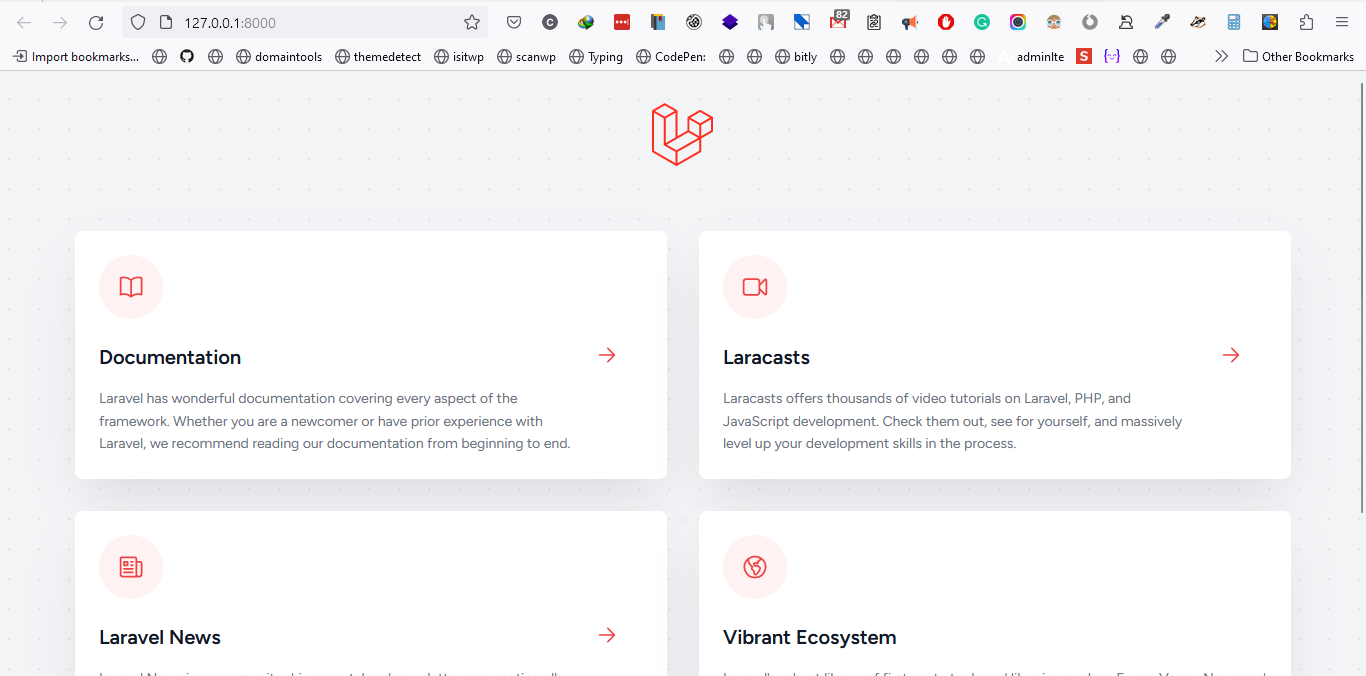 127.0.0.1:8000
82
Import bookmarks...
domaintools
themedetect
isitwp
scanwp
Typing
CodePen:
bitly
adminlte
S
Other Bookmarks
Documentation
Laravel has wonderful documentation covering every aspect of the
framework. Whether you are a newcomer or have prior experience with
Laravel, we recommend reading our documentation from beginning to end.
Laracasts
Laracasts offers thousands of video tutorials on Laravel, PHP, and
JavaScript development. Check them out, see for yourself, and massively
level up your development skills in the process.
Laravel News
Vibrant Ecosystem